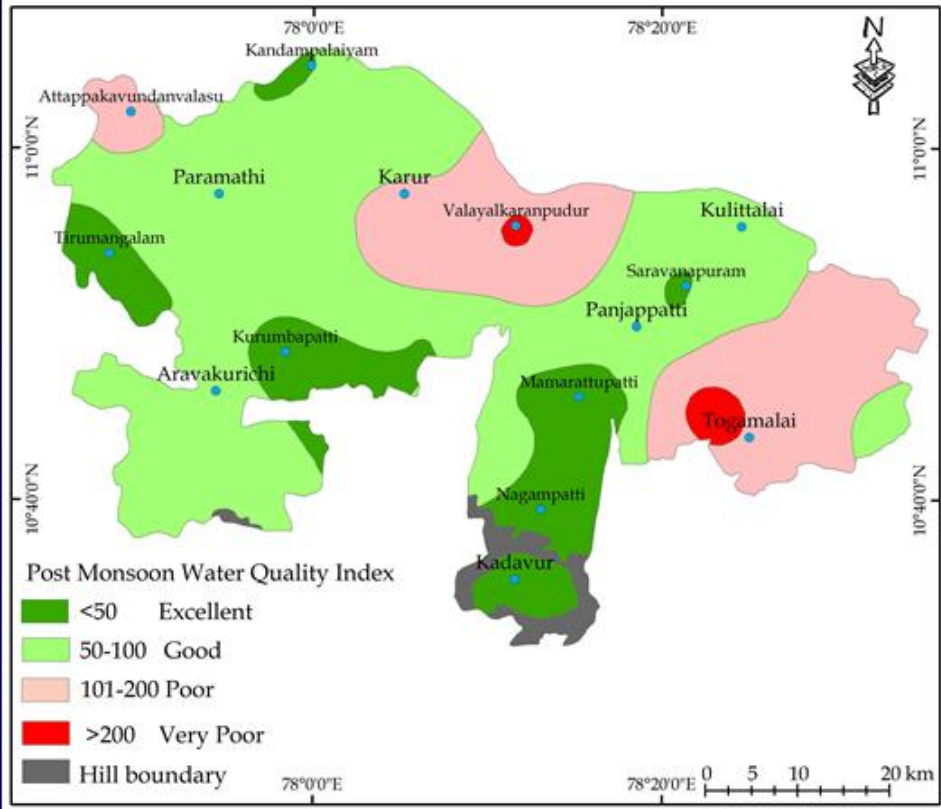 78°0'0"E 78°20'0"E
N
Kandampalaiyam
Attappakavundanvalasu
11°0'0"N 11°0'0"N
Paramathi Karur
Valayalkaranpudur Kulittalai
Tirumangalam
Saravanapuram
Panjappatti
Kurumbapatti
Aravakurichi Mamarattupatti
Togamalai
10°40'0"N Nagampatti 10°40'0"N
Kadavur
Post Monsoon Water Quality Index
<50 Excellent
50-100 Good
101-200 Poor
>200 Very Poor
Hill boundary
78°0'0"E 78°20'0"E
0 5 10 20 km